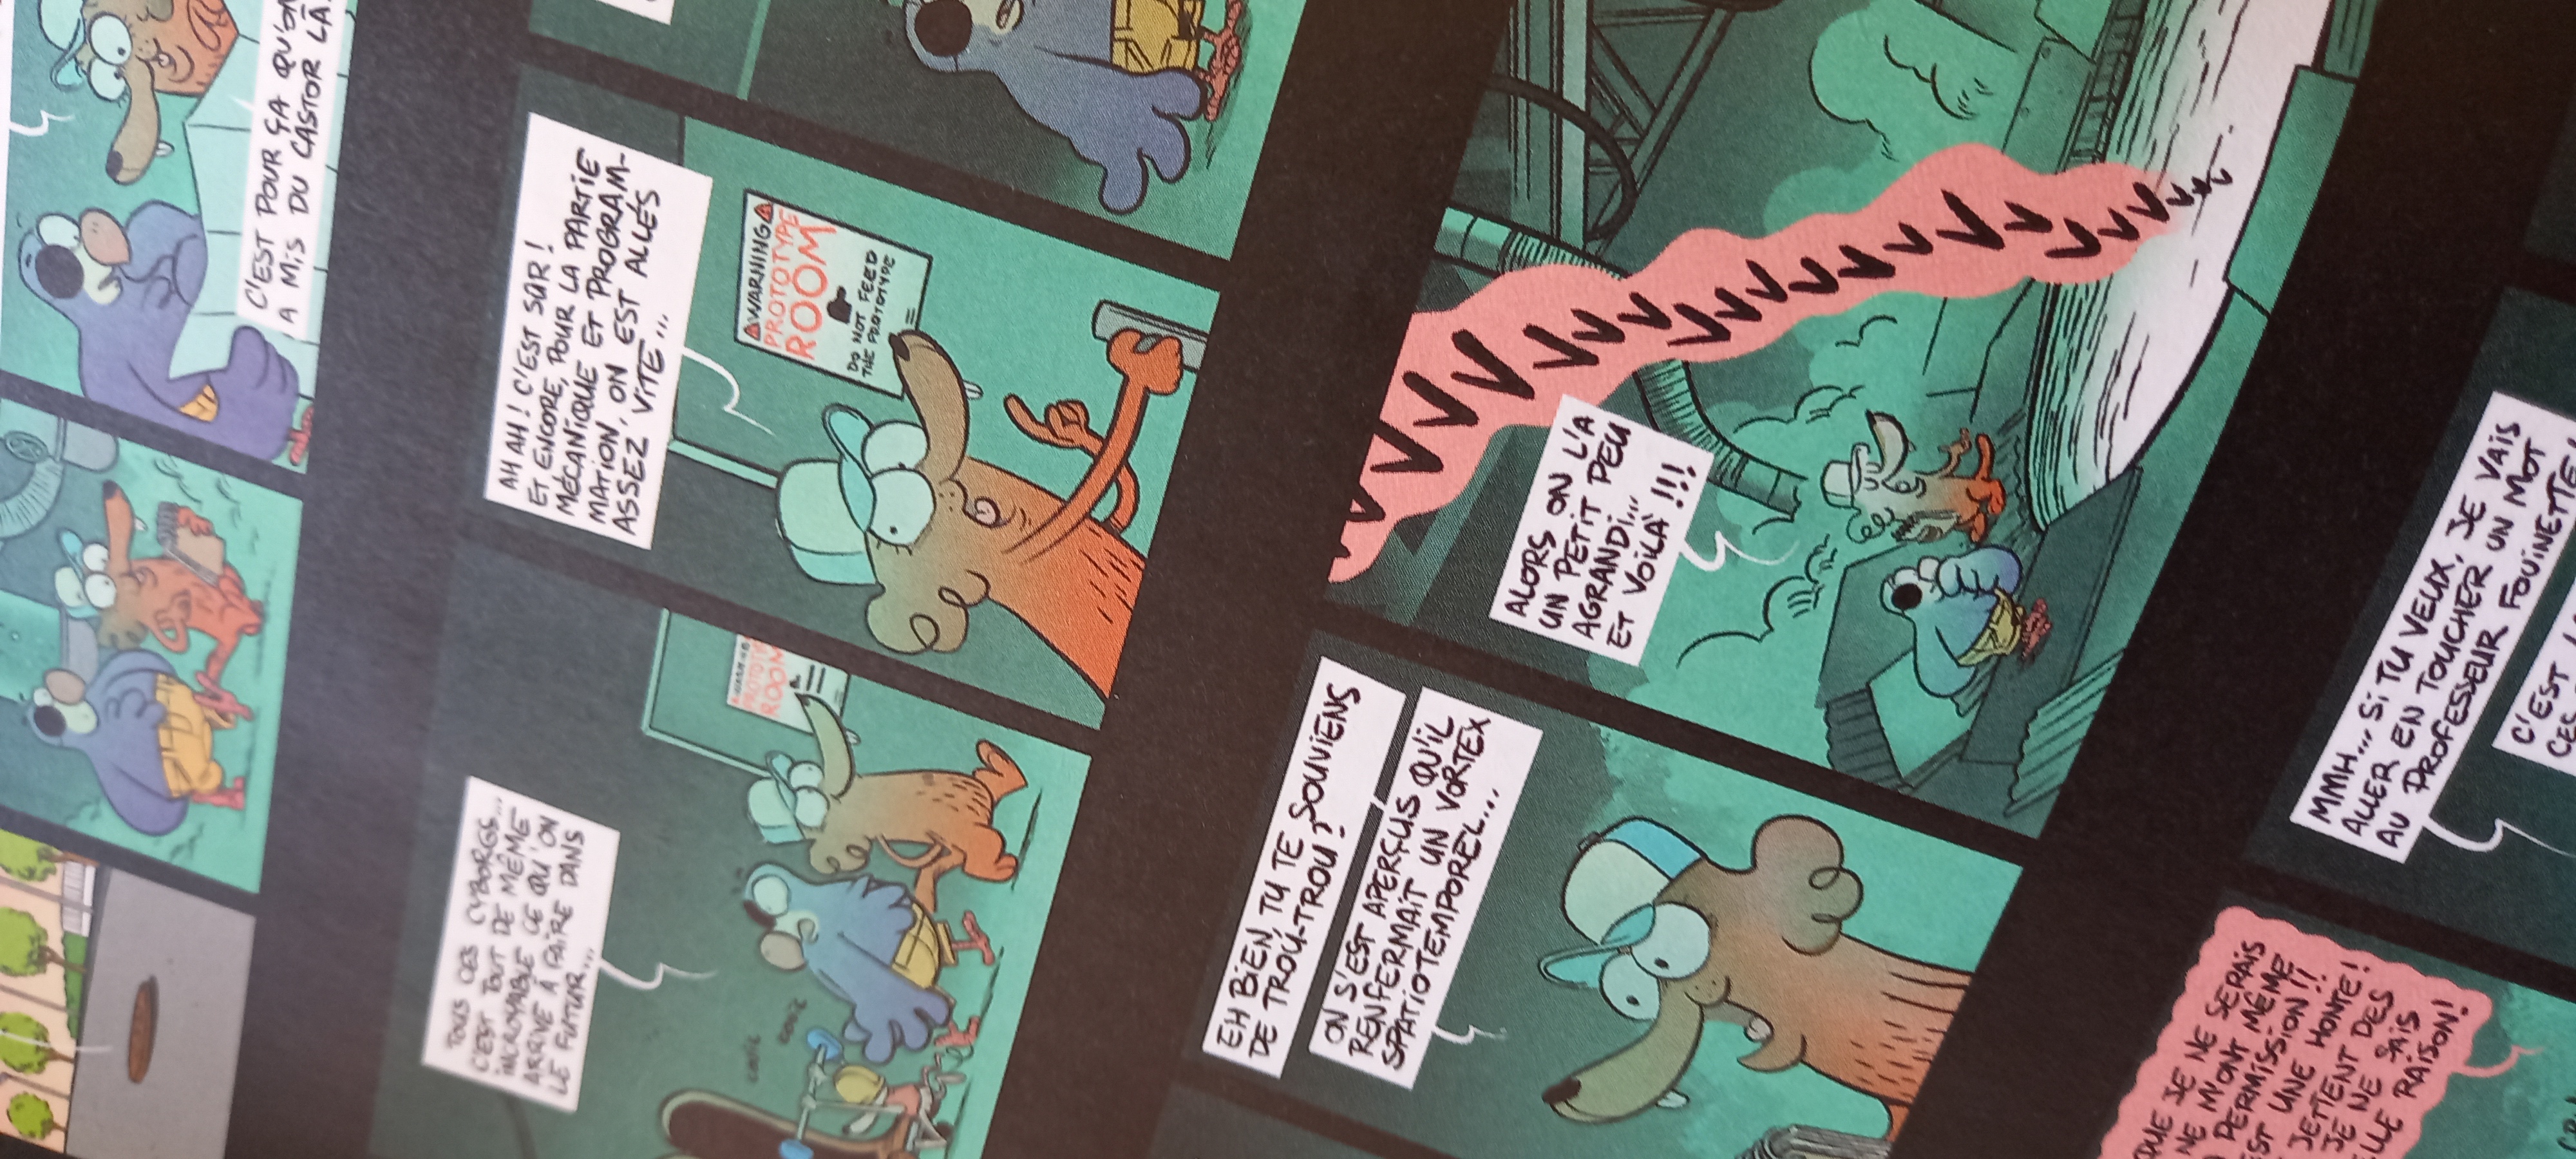 C'EST POUR ÇA QU'ON
A MIS DU CASTOR LÀ.
TOUS CES CYBORGS...
C'EST TOUT DE MÊME
INCROYABLE CE QU'ON
ARRIVE À FAIRE DANS
LE FUTUR...
WARNING
PROTOTYPE
ROOM
AH AH ! C'EST SÛR !
ET ENCORE, POUR LA PARTIE
MÉCANIQUE ET PROGRAM-
MATION, ON EST ALLÉS
ASSEZ VITE...
WARNING
PROTOTYPE
ROOM
DO NOT FEED
THE PROTOTYPE
EH BIEN, TU TE SOUVIENS
DE TROU-TROU ?
ON S'EST APERÇUS QU'IL
RENFERMAIT UN VORTEX
SPATIOTEMPOREL...
ALORS ON L'A
UN PETIT PEU
AGRANDI...
ET VOILÀ !!!
QUE JE NE SERAIS
NE M'ONT MÊME
PERMISSION !!
EST UNE HONTE !
JETTENT DES
JE NE SAIS
ELLE RAISON !
MMH... SI TU VEUX, JE VAIS
ALLER EN TOUCHER UN MOT
AU PROFESSEUR FOUINETTE !
C'EST
CES